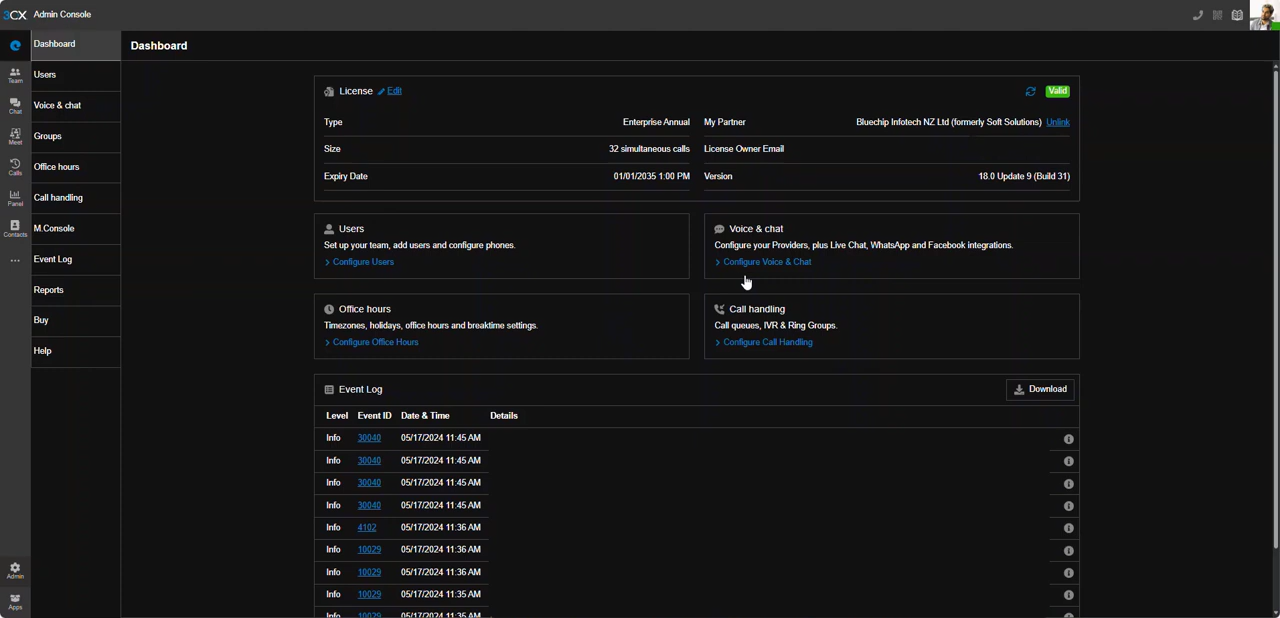 3CX Admin Console
Dashboard
Users
Voice & chat
Groups
Office hours
Call handling
M.Console
Event Log
Reports
Buy
Help
Team
Chat
Meet
Calls
Panel
Contacts
Admin
Apps
Dashboard
License Edit
Valid
Type Enterprise Annual
My Partner Bluechip Infotech NZ Ltd (formerly Soft Solutions) Unlink
Size 32 simultaneous calls
License Owner Email
Expiry Date 01/01/2035 1:00 PM
Version 18.0 Update 9 (Build 31)
Users
Set up your team, add users and configure phones.
Configure Users
Voice & chat
Configure your Providers, plus Live Chat, WhatsApp and Facebook integrations.
Configure Voice & Chat
Office hours
Timezones, holidays, office hours and breaktime settings.
Configure Office Hours
Call handling
Call queues, IVR & Ring Groups.
Configure Call Handling
Event Log
Download
Level Event ID Date & Time Details
Info 30040 05/17/2024 11:45 AM
Info 30040 05/17/2024 11:45 AM
Info 30040 05/17/2024 11:45 AM
Info 30040 05/17/2024 11:45 AM
Info 4102 05/17/2024 11:36 AM
Info 10029 05/17/2024 11:36 AM
Info 10029 05/17/2024 11:36 AM
Info 10029 05/17/2024 11:35 AM
Info 10029 05/17/2024 11:35 AM